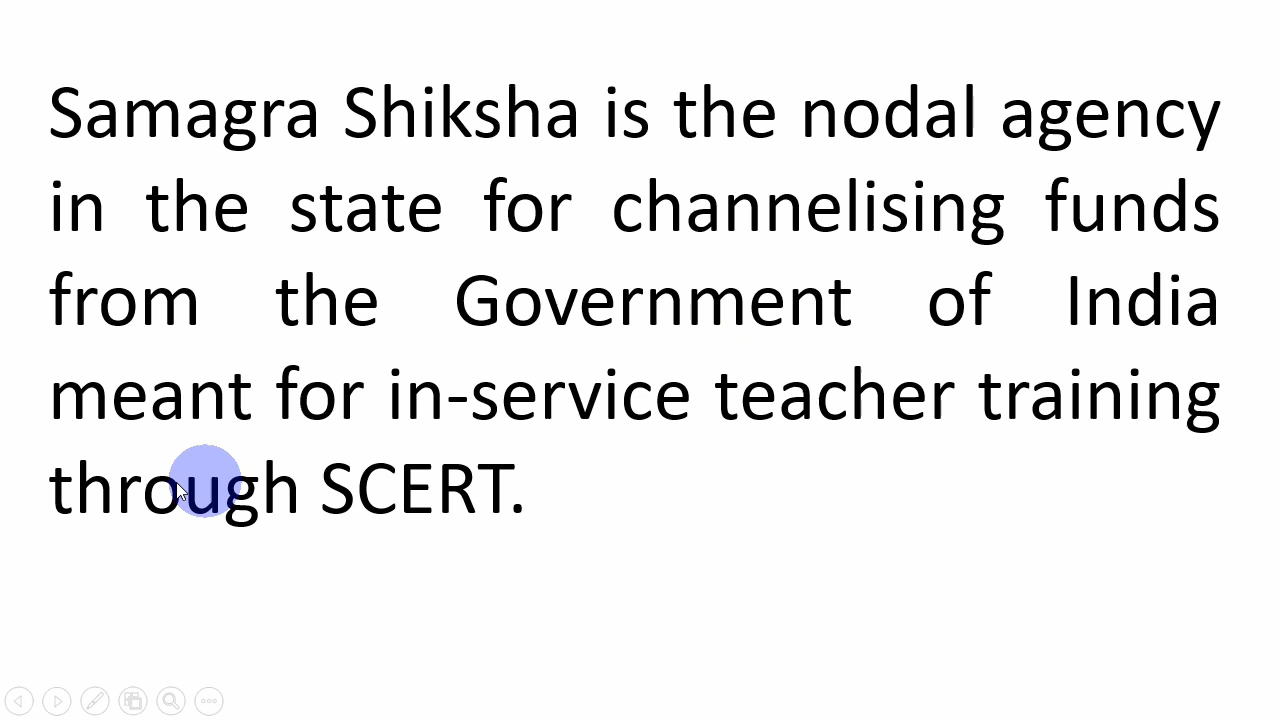 Samagra Shiksha is the nodal agency
in the state for channelising funds
from the Government of India
meant for in-service teacher training
through SCERT.